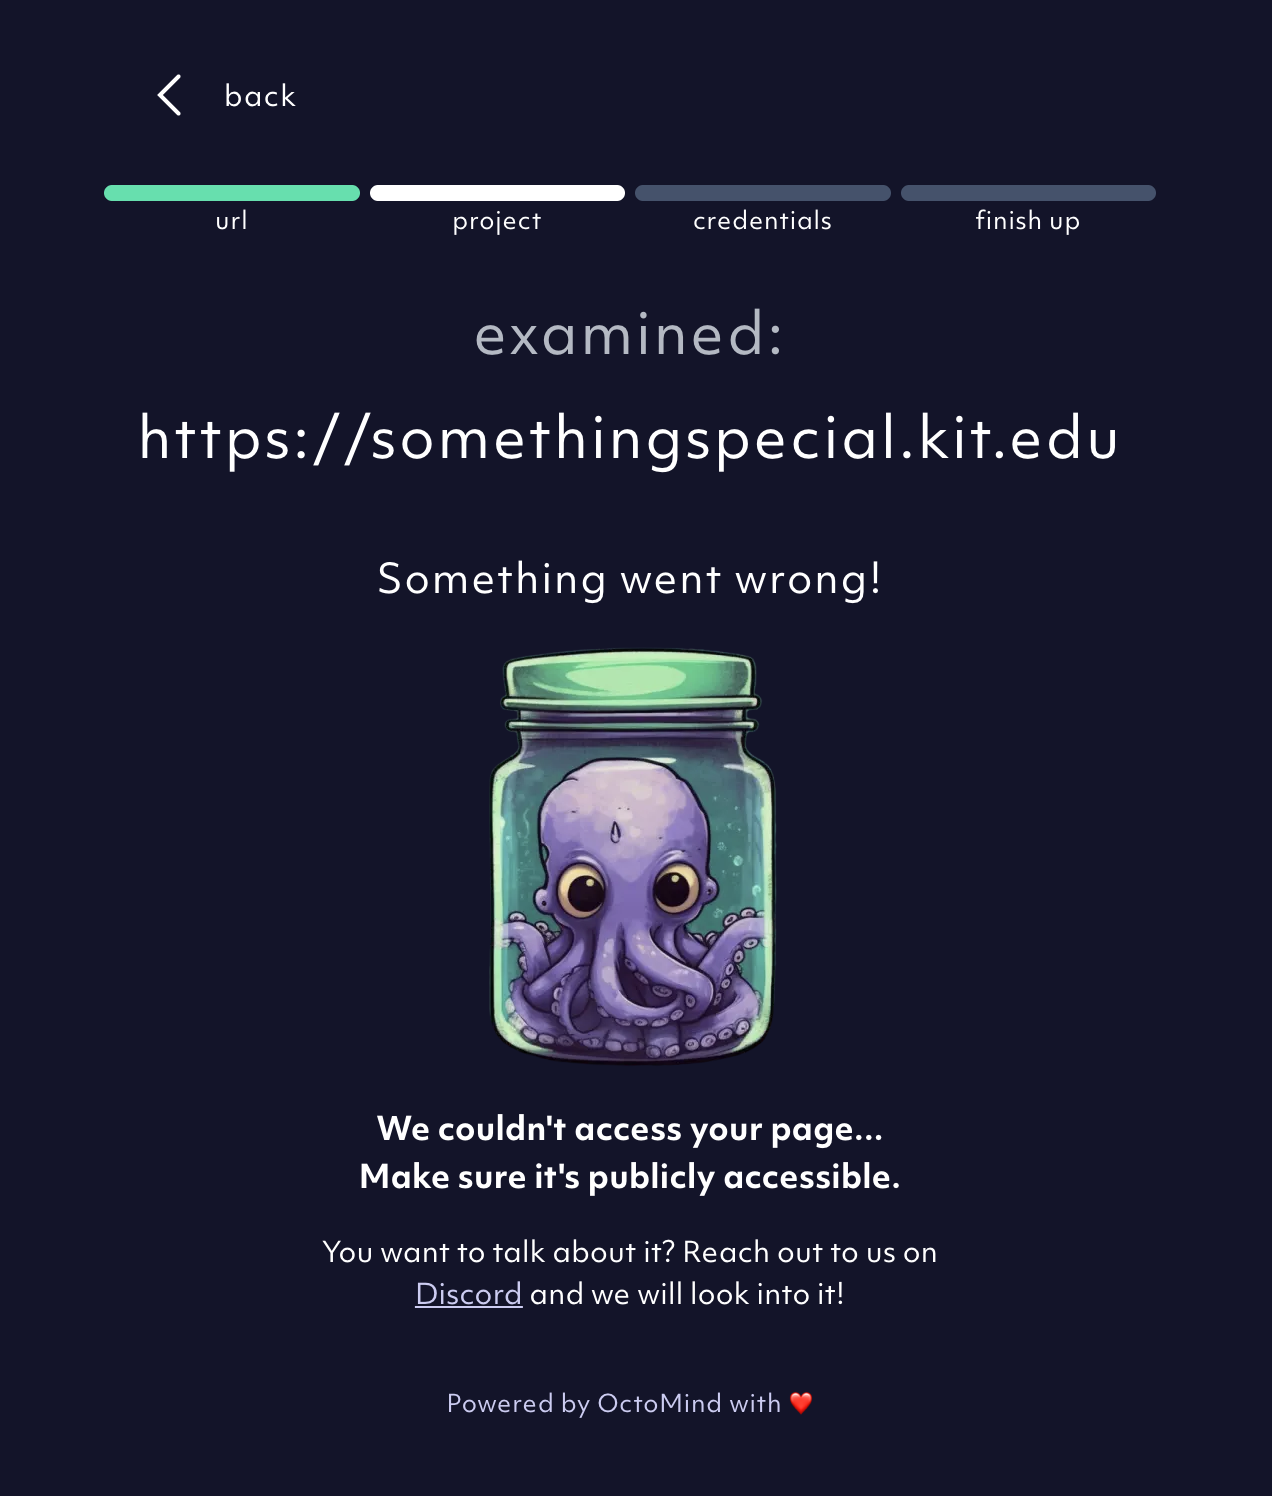 back
url
project
credentials
finish up
examined:
https://somethingspecial.kit.edu
Something went wrong!
We couldn't access your page...
Make sure it's publicly accessible.
You want to talk about it? Reach out to us on
Discord and we will look into it!
Powered by OctoMind with ❤️